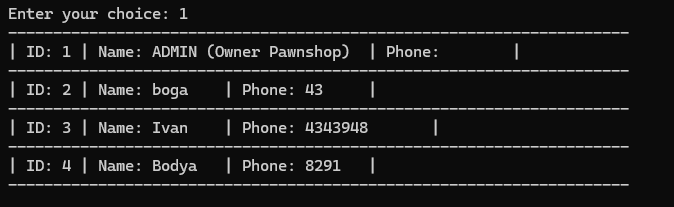 Enter your choice: 1
---------------------------------------------------------------------
| ID: 1 | Name: ADMIN (Owner Pawnshop)  | Phone:        |
---------------------------------------------------------------------
| ID: 2 | Name: boga    | Phone: 43     |
---------------------------------------------------------------------
| ID: 3 | Name: Ivan    | Phone: 4343948       |
---------------------------------------------------------------------
| ID: 4 | Name: Bodya   | Phone: 8291   |
---------------------------------------------------------------------